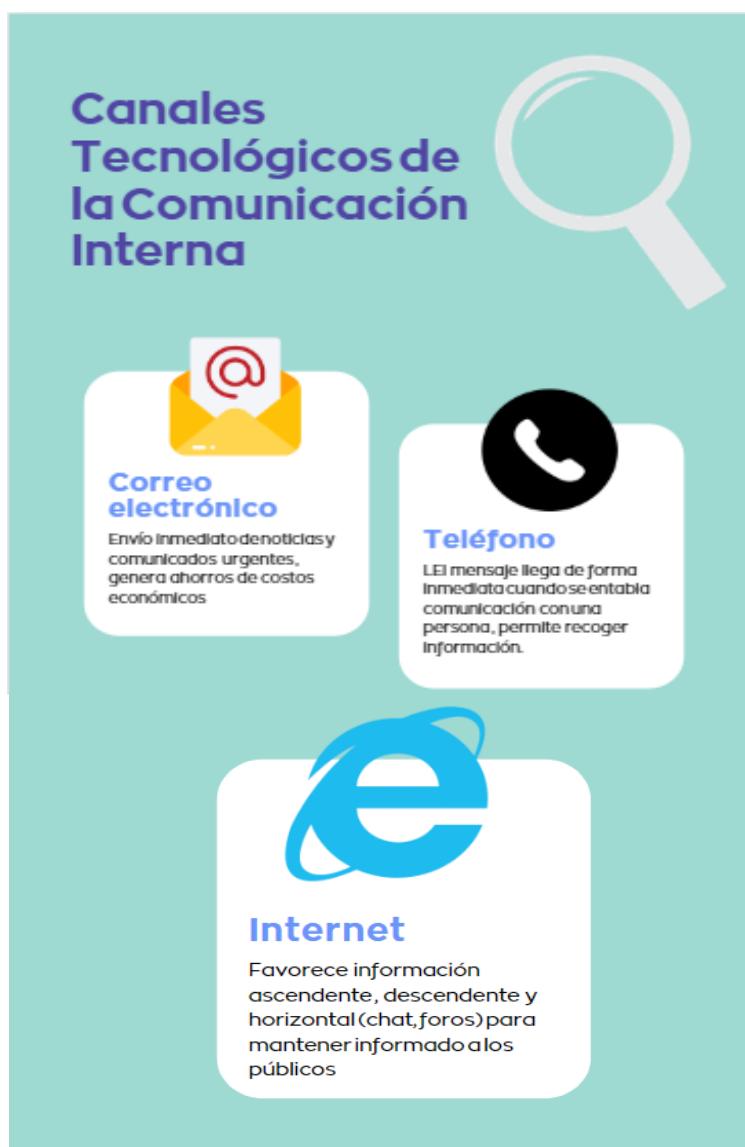 Canales
Tecnológicos de
la Comunicación
Interna
@
Correo
electrónico
Envío inmediato de noticias y
comunicados urgentes,
genera ahorros de costos
económicos
Teléfono
LEl mensaje llega de forma
inmediata cuando se entabla
comunicación con una
persona, permite recoger
información.
Internet
Favorece información
ascendente, descendente y
horizontal (chat, foros) para
mantener informado a los
públicos